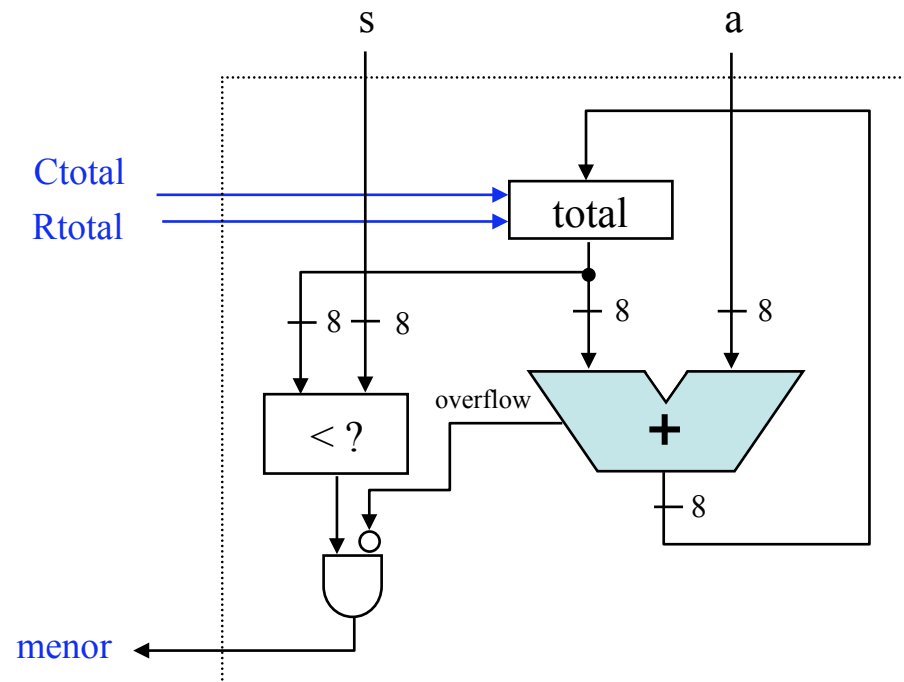 s
a
Ctotal
Rtotal
total
8
8
8
8
overflow
< ?
+
8
menor